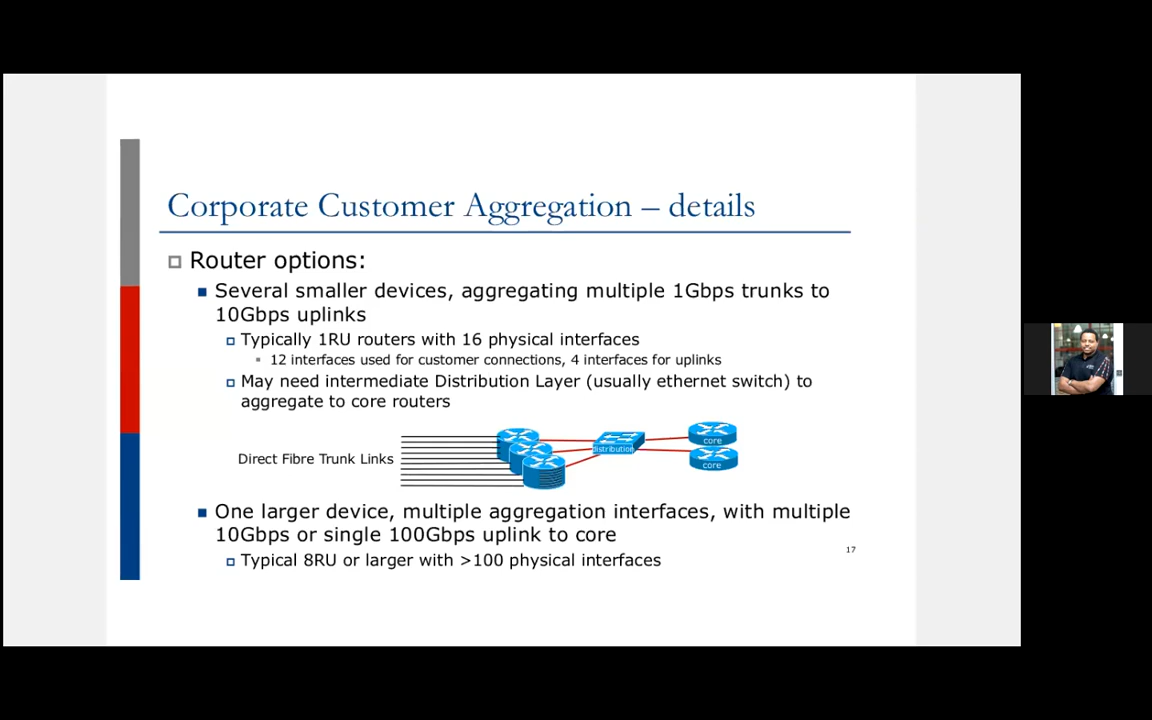 Corporate Customer Aggregation – details
Router options:
Several smaller devices, aggregating multiple 1Gbps trunks to
10Gbps uplinks
Typically 1RU routers with 16 physical interfaces
12 interfaces used for customer connections, 4 interfaces for uplinks
May need intermediate Distribution Layer (usually ethernet switch) to
aggregate to core routers
Direct Fibre Trunk Links
distribution
core
core
One larger device, multiple aggregation interfaces, with multiple
10Gbps or single 100Gbps uplink to core
17
Typical 8RU or larger with >100 physical interfaces